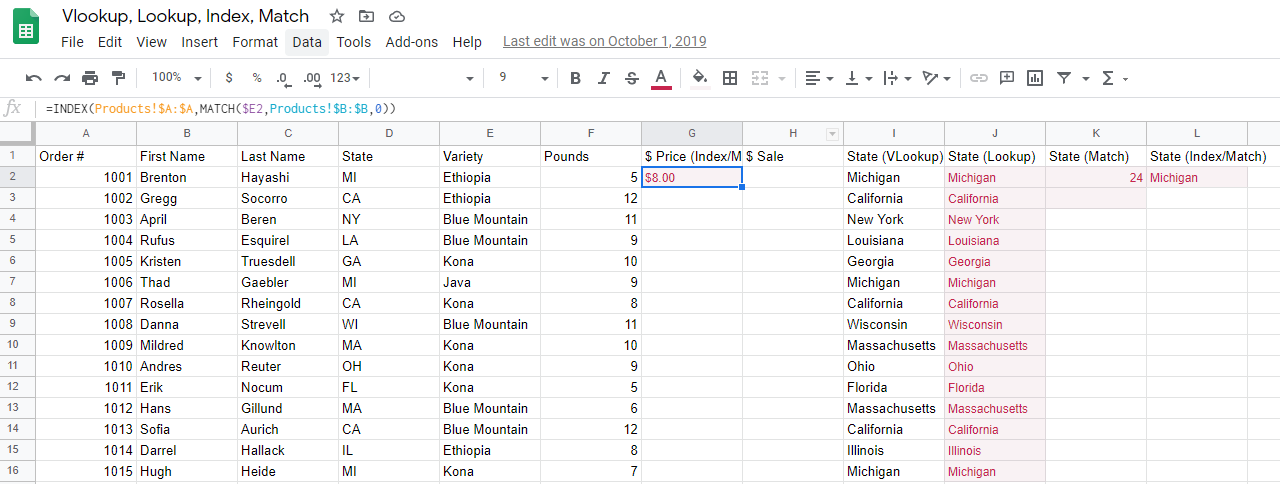 Vlookup, Lookup, Index, Match
File Edit View Insert Format Data Tools Add-ons Help Last edit was on October 1, 2019
100% $ % .0 .00 123 9 B I S A Σ
fx =INDEX(Products!$A:$A,MATCH($E2,Products!$B:$B,0))
A B C D E F G H I J K L
1 Order # First Name Last Name State Variety Pounds $ Price (Index/M $ Sale State (VLookup) State (Lookup) State (Match) State (Index/Match)
2 1001 Brenton Hayashi MI Ethiopia 5 $8.00 Michigan Michigan 24 Michigan
3 1002 Gregg Socorro CA Ethiopia 12 California California
4 1003 April Beren NY Blue Mountain 11 New York New York
5 1004 Rufus Esquirel LA Blue Mountain 9 Louisiana Louisiana
6 1005 Kristen Truesdell GA Kona 10 Georgia Georgia
7 1006 Thad Gaebler MI Java 9 Michigan Michigan
8 1007 Rosella Rheingold CA Kona 8 California California
9 1008 Danna Strevell WI Blue Mountain 11 Wisconsin Wisconsin
10 1009 Mildred Knowlton MA Kona 10 Massachusetts Massachusetts
11 1010 Andres Reuter OH Kona 9 Ohio Ohio
12 1011 Erik Nocum FL Kona 5 Florida Florida
13 1012 Hans Gillund MA Blue Mountain 6 Massachusetts Massachusetts
14 1013 Sofia Aurich CA Blue Mountain 12 California California
15 1014 Darrel Hallack IL Ethiopia 8 Illinois Illinois
16 1015 Hugh Heide MI Kona 7 Michigan Michigan